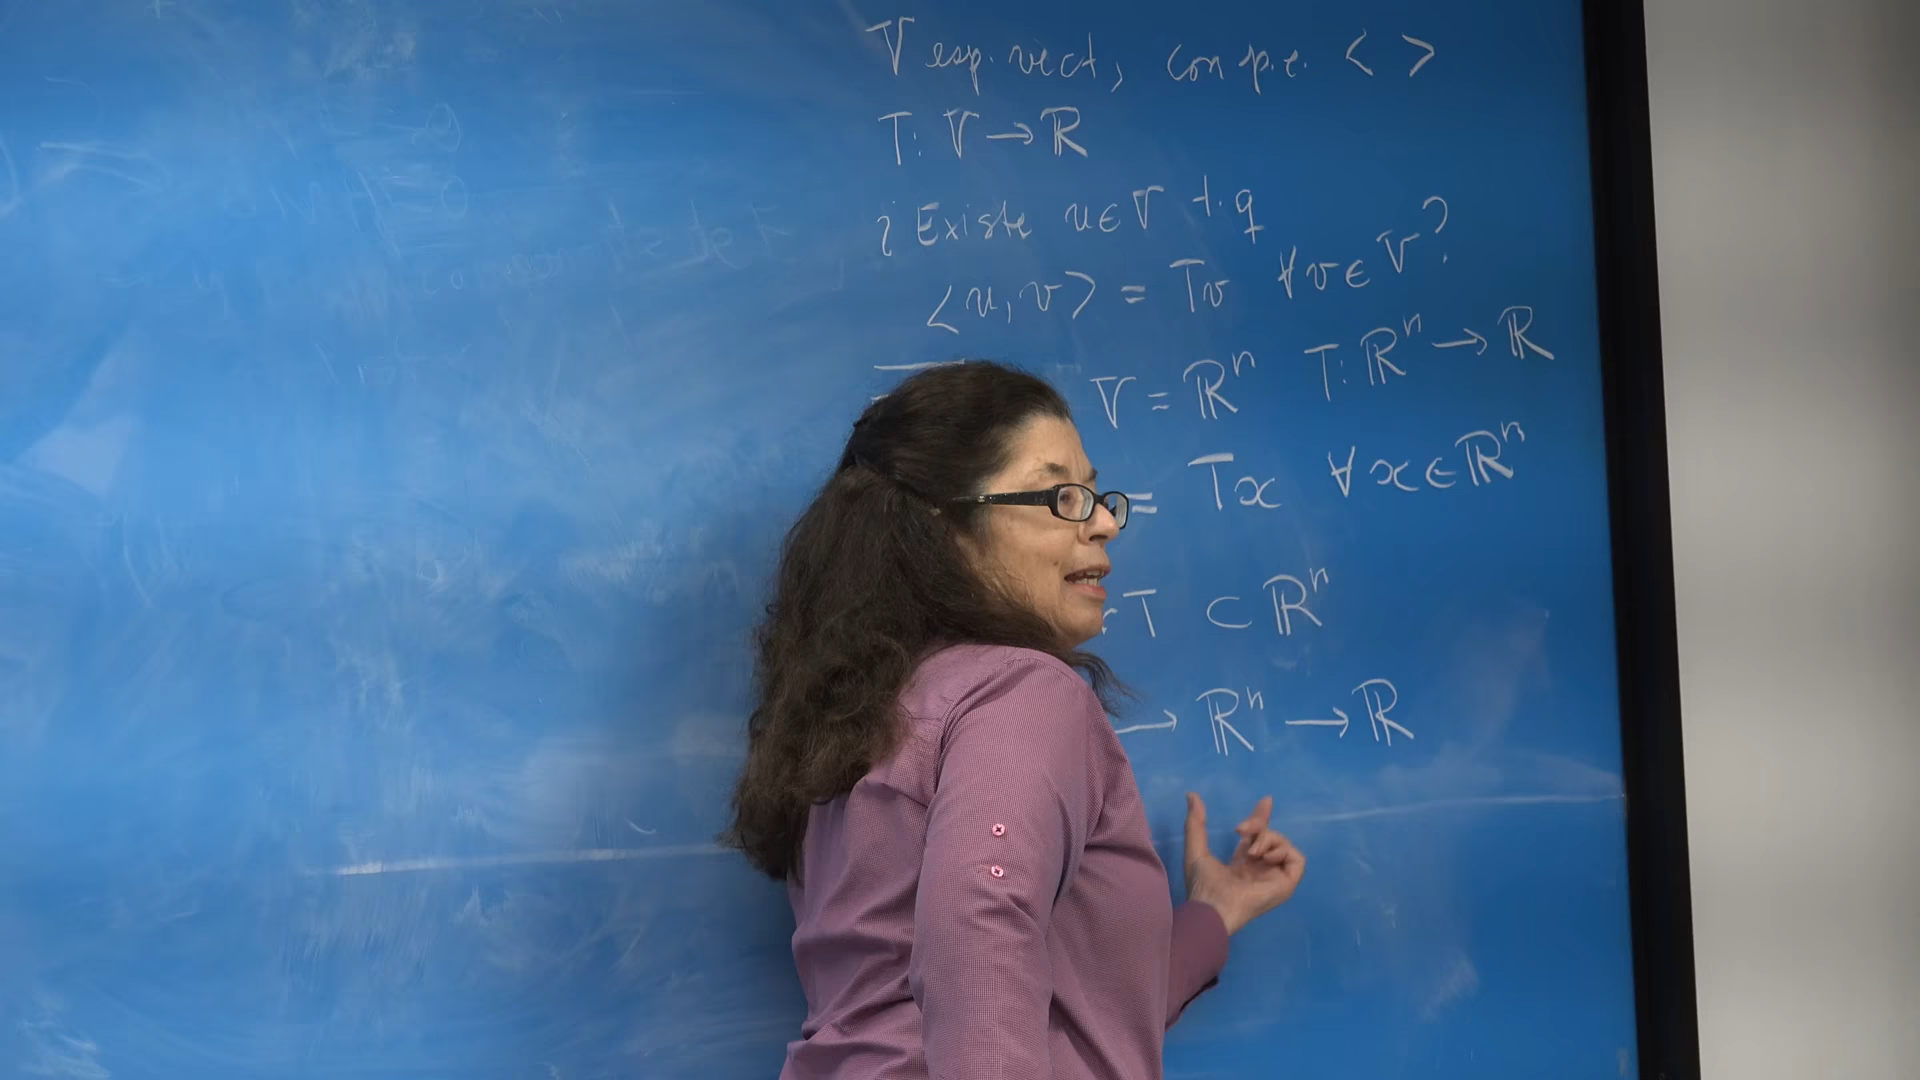 V esp. vect, con p.e. < >
T: V → ℝ
¿Existe u ∈ V t.q
<u, v> = Tv ∀v ∈ V?
V = ℝⁿ T: ℝⁿ → ℝ
= Tx ∀x ∈ ℝⁿ
T ⊂ ℝⁿ
→ ℝⁿ → ℝ